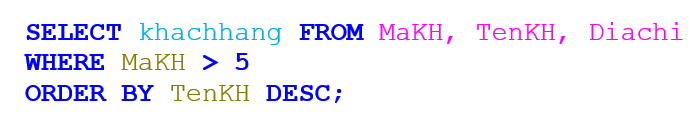 SELECT khachhang FROM MaKH, TenKH, Diachi
WHERE MaKH > 5
ORDER BY TenKH DESC;